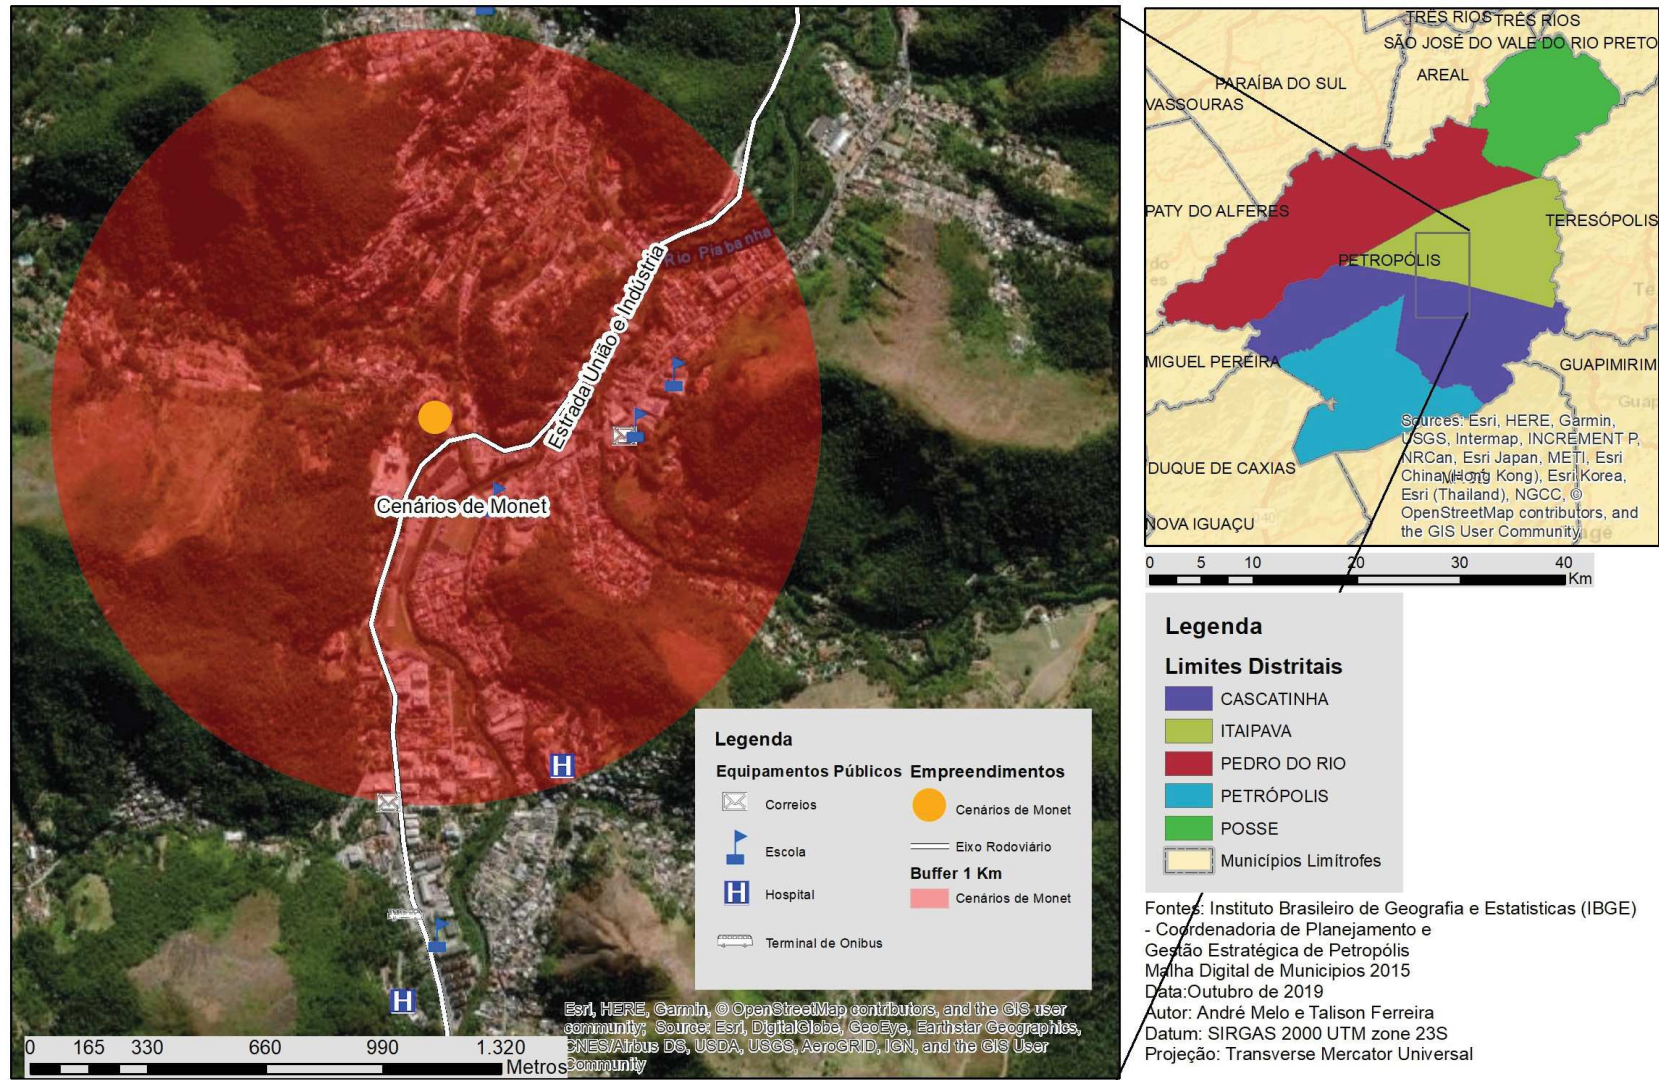 Rio Piabanha
Estrada União e Indústria
Cenários de Monet
Legenda
Equipamentos Públicos
Correios
Escola
Hospital
Terminal de Onibus
Empreendimentos
Cenários de Monet
Eixo Rodoviário
Buffer 1 Km
Cenários de Monet
Esri, HERE, Garmin, © OpenStreetMap contributors, and the GIS user
community; Source: Esri, DigitalGlobe, GeoEye, Earthstar Geographics,
CNES/Airbus DS, USDA, USGS, AeroGRID, IGN, and the GIS User
Community
0 165 330 660 990 1.320
Metros
TRÊS RIOS TRÊS RIOS
SÃO JOSÉ DO VALE DO RIO PRETO
AREAL
PARAÍBA DO SUL
VASSOURAS
PATY DO ALFERES
TERESÓPOLIS
PETROPÓLIS
MIGUEL PEREIRA
GUAPIMIRIM
DUQUE DE CAXIAS
NOVA IGUAÇU
Sources: Esri, HERE, Garmin,
USGS, Intermap, INCREMENT P,
NRCan, Esri Japan, METI, Esri
China (Hong Kong), Esri Korea,
Esri (Thailand), NGCC, ©
OpenStreetMap contributors, and
the GIS User Community
0 5 10 20 30 40
Km
Legenda
Limites Distritais
CASCATINHA
ITAIPAVA
PEDRO DO RIO
PETRÓPOLIS
POSSE
Municípios Limítrofes
Fontes: Instituto Brasileiro de Geografia e Estatisticas (IBGE)
- Coordenadoria de Planejamento e
Gestão Estratégica de Petropólis
Malha Digital de Municipios 2015
Data:Outubro de 2019
Autor: André Melo e Talison Ferreira
Datum: SIRGAS 2000 UTM zone 23S
Projeção: Transverse Mercator Universal